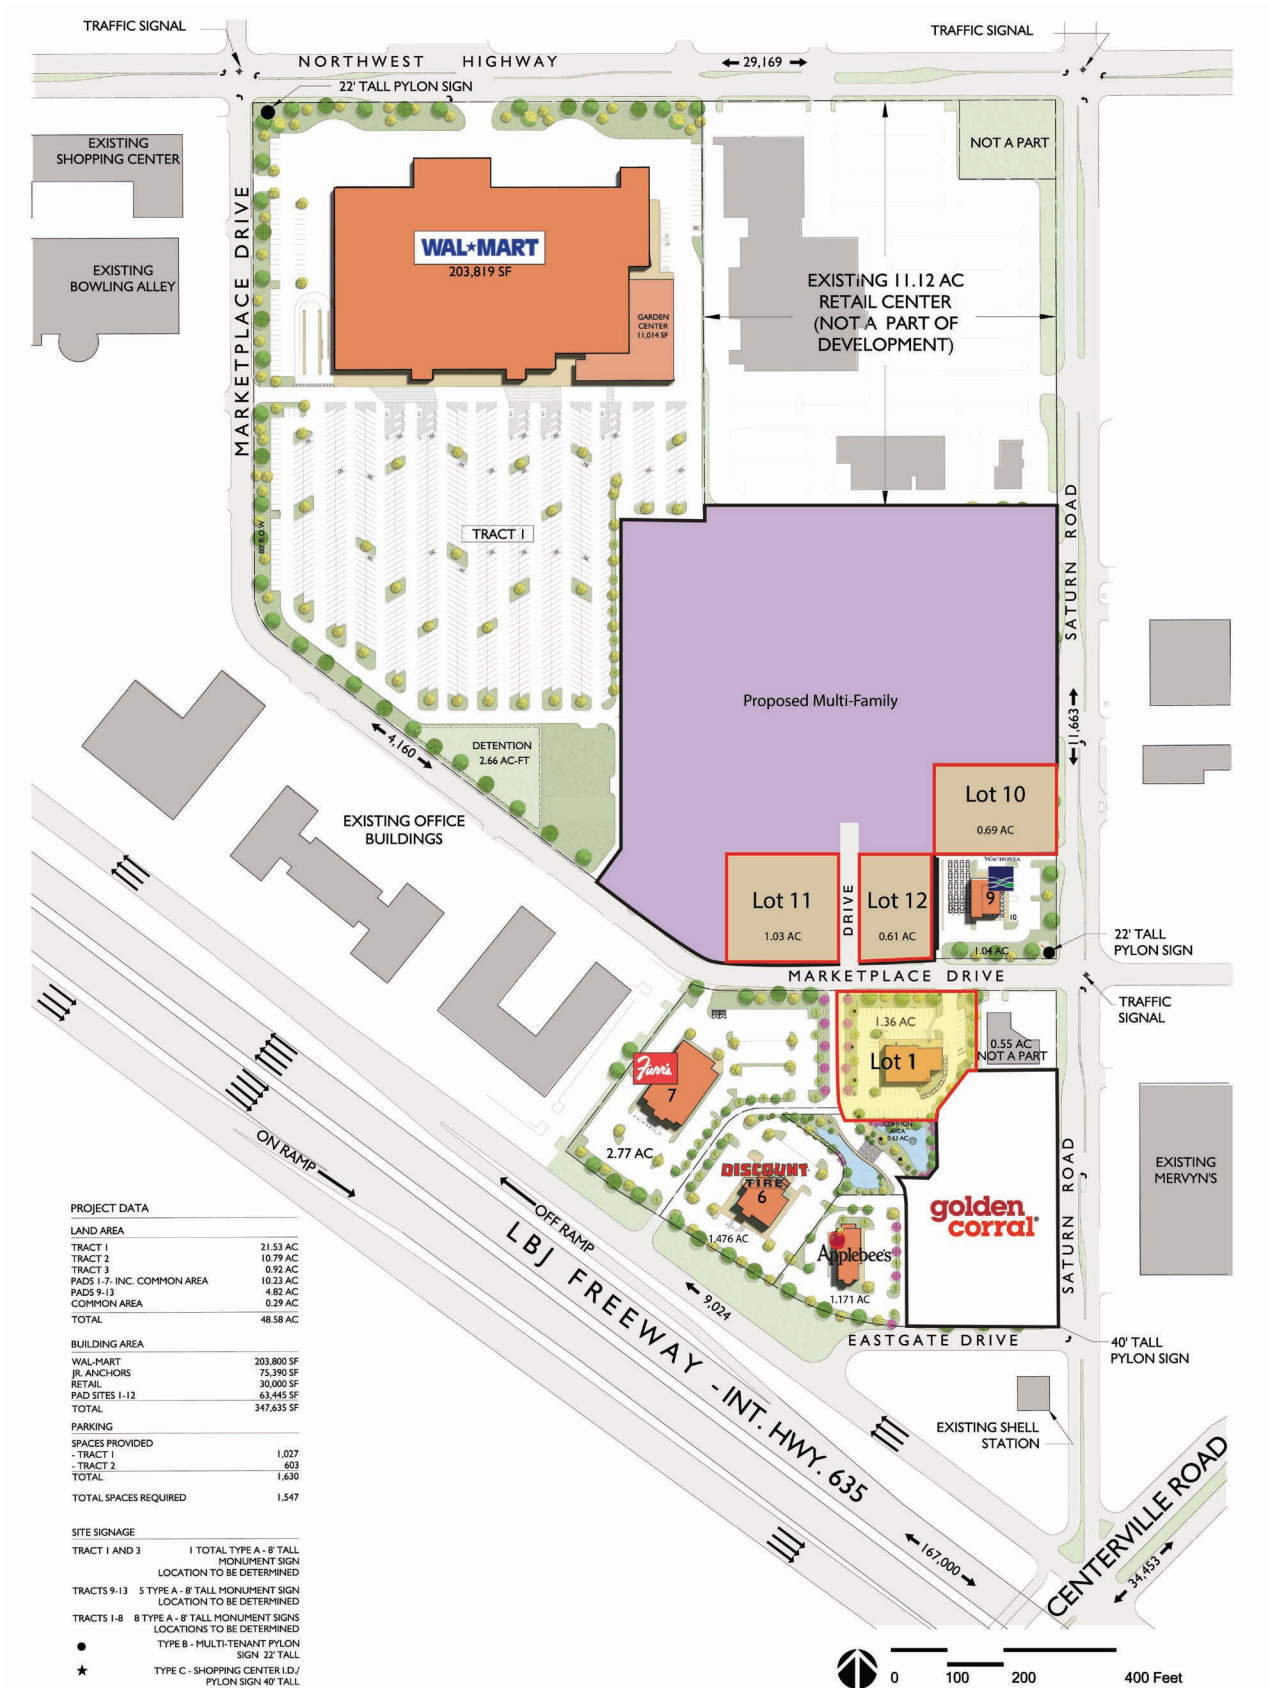 TRAFFIC SIGNAL
TRAFFIC SIGNAL
NORTHWEST HIGHWAY
29,169
22' TALL PYLON SIGN
EXISTING
SHOPPING CENTER
NOT A PART
MARKETPLACE DRIVE
WAL★MART
203,819 SF
EXISTING
BOWLING ALLEY
EXISTING 11.12 AC
RETAIL CENTER
(NOT A PART OF
DEVELOPMENT)
GARDEN
CENTER
11,014 SF
TRACT 1
80' R.O.W
SATURN ROAD
Proposed Multi-Family
11,663
4,160
DETENTION
2.66 AC-FT
EXISTING OFFICE
BUILDINGS
Lot 10
0.69 AC
WACHOVIA
9
10
1.04 AC
Lot 11
1.03 AC
DRIVE
Lot 12
0.61 AC
22' TALL
PYLON SIGN
MARKETPLACE DRIVE
TRAFFIC
SIGNAL
1.36 AC
Lot 1
0.55 AC
NOT A PART
Furr's
7
2.77 AC
COMMON
AREA
0.63 AC
DISCOUNT
TIRE
6
1.476 AC
golden
corral®
Applebee's
1.171 AC
SATURN ROAD
EXISTING
MERVYN'S
ON RAMP
OFF RAMP
9,024
EASTGATE DRIVE
40' TALL
PYLON SIGN
LBJ FREEWAY - INT. HWY. 635
EXISTING SHELL
STATION
167,000
CENTERVILLE ROAD
34,453
PROJECT DATA
LAND AREA
TRACT 1 21.53 AC
TRACT 2 10.79 AC
TRACT 3 0.92 AC
PADS 1-7- INC. COMMON AREA 10.23 AC
PADS 9-13 4.82 AC
COMMON AREA 0.29 AC
TOTAL 48.58 AC
BUILDING AREA
WAL-MART 203,800 SF
JR. ANCHORS 75,390 SF
RETAIL 30,000 SF
PAD SITES 1-12 63,445 SF
TOTAL 347,635 SF
PARKING
SPACES PROVIDED
- TRACT 1 1,027
- TRACT 2 603
TOTAL 1,630
TOTAL SPACES REQUIRED 1,547
SITE SIGNAGE
TRACT 1 AND 3 1 TOTAL TYPE A - 8' TALL
MONUMENT SIGN
LOCATION TO BE DETERMINED
TRACTS 9-13 5 TYPE A - 8' TALL MONUMENT SIGN
LOCATION TO BE DETERMINED
TRACTS 1-8 8 TYPE A - 8' TALL MONUMENT SIGNS
LOCATIONS TO BE DETERMINED
TYPE B - MULTI-TENANT PYLON
SIGN 22' TALL
TYPE C - SHOPPING CENTER I.D./
PYLON SIGN 40' TALL
0 100 200 400 Feet